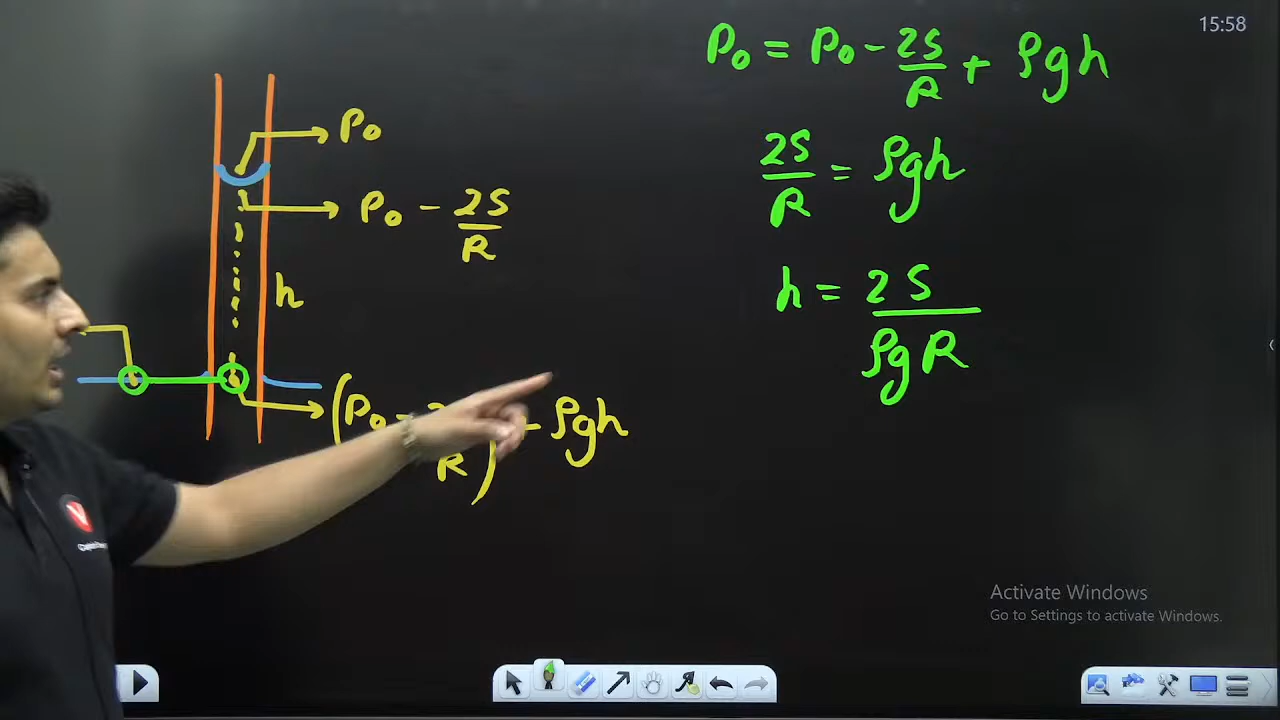 15:58
P₀ = P₀ - 2S/R + ρgh
P₀
2S/R = ρgh
P₀ - 2S/R
h
h = 2S/ρgR
(P₀ - R) ρgh
V
Activate Windows
Go to Settings to activate Windows.